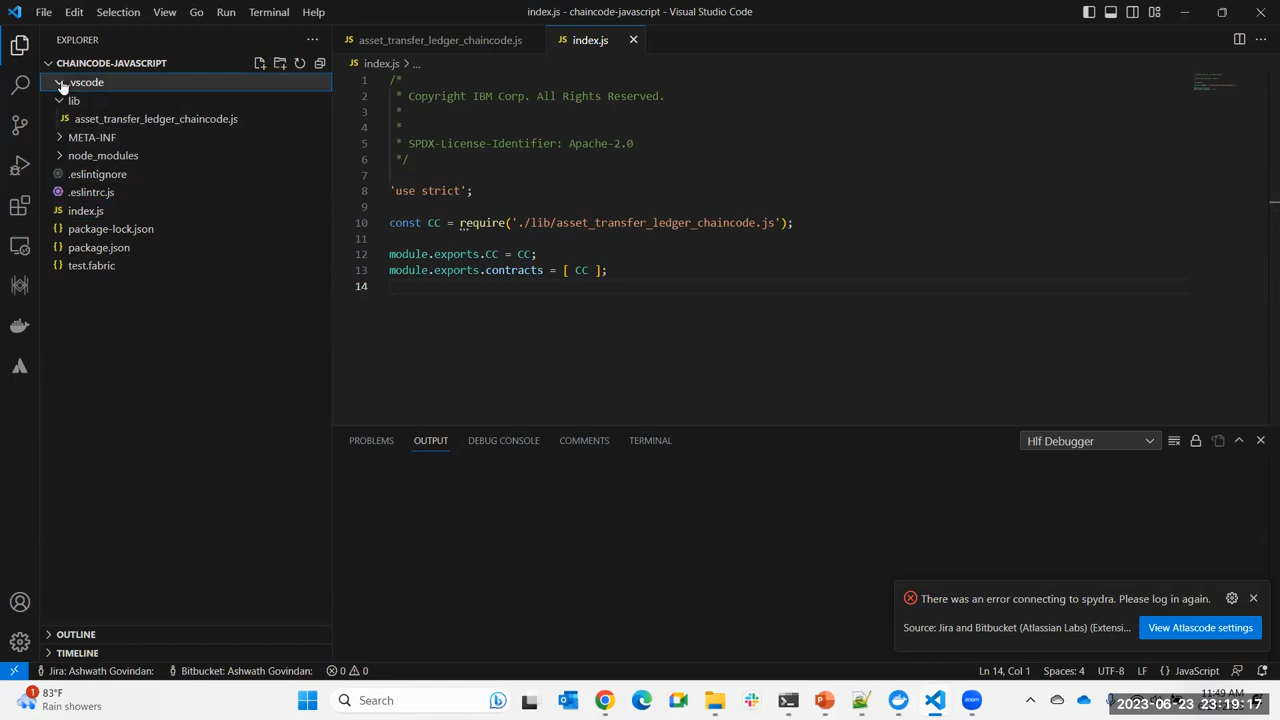 File Edit Selection View Go Run Terminal Help
index.js - chaincode-javascript - Visual Studio Code
EXPLORER
CHAINCODE-JAVASCRIPT
.vscode
lib
asset_transfer_ledger_chaincode.js
META-INF
node_modules
.eslintignore
.eslintrc.js
index.js
package-lock.json
package.json
test.fabric
OUTLINE
TIMELINE
asset_transfer_ledger_chaincode.js index.js
index.js > ...
1 /*
2 * Copyright IBM Corp. All Rights Reserved.
3 *
4 *
5 * SPDX-License-Identifier: Apache-2.0
6 */
7
8 'use strict';
9
10 const CC = require('./lib/asset_transfer_ledger_chaincode.js');
11
12 module.exports.CC = CC;
13 module.exports.contracts = [ CC ];
14
PROBLEMS OUTPUT DEBUG CONSOLE COMMENTS TERMINAL
Hlf Debugger
There was an error connecting to spydra. Please log in again.
Source: Jira and Bitbucket (Atlassian Labs) (Extensi...
View Atlascode settings
Jira: Ashwath Govindan: Bitbucket: Ashwath Govindan: 0 0
Ln 14, Col 1 Spaces: 4 UTF-8 LF {} JavaScript
1
83°F
Rain showers
Search
zoom
11:49 AM
2023-06-23 23:19:17